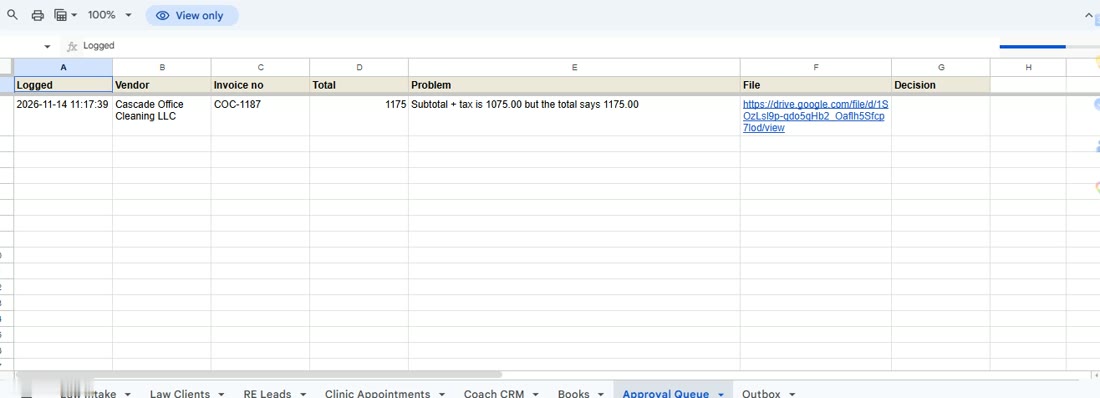 100%
View only
fx Logged
A B C D E F G H
Logged Vendor Invoice no Total Problem File Decision
2026-11-14 11:17:39 Cascade Office COC-1187 1175 Subtotal + tax is 1075.00 but the total says 1175.00 https://drive.google.com/file/d/1S
Cleaning LLC
7lod/view
Intake Law Clients RE Leads Clinic Appointments Coach CRM Books Approval Queue Outbox